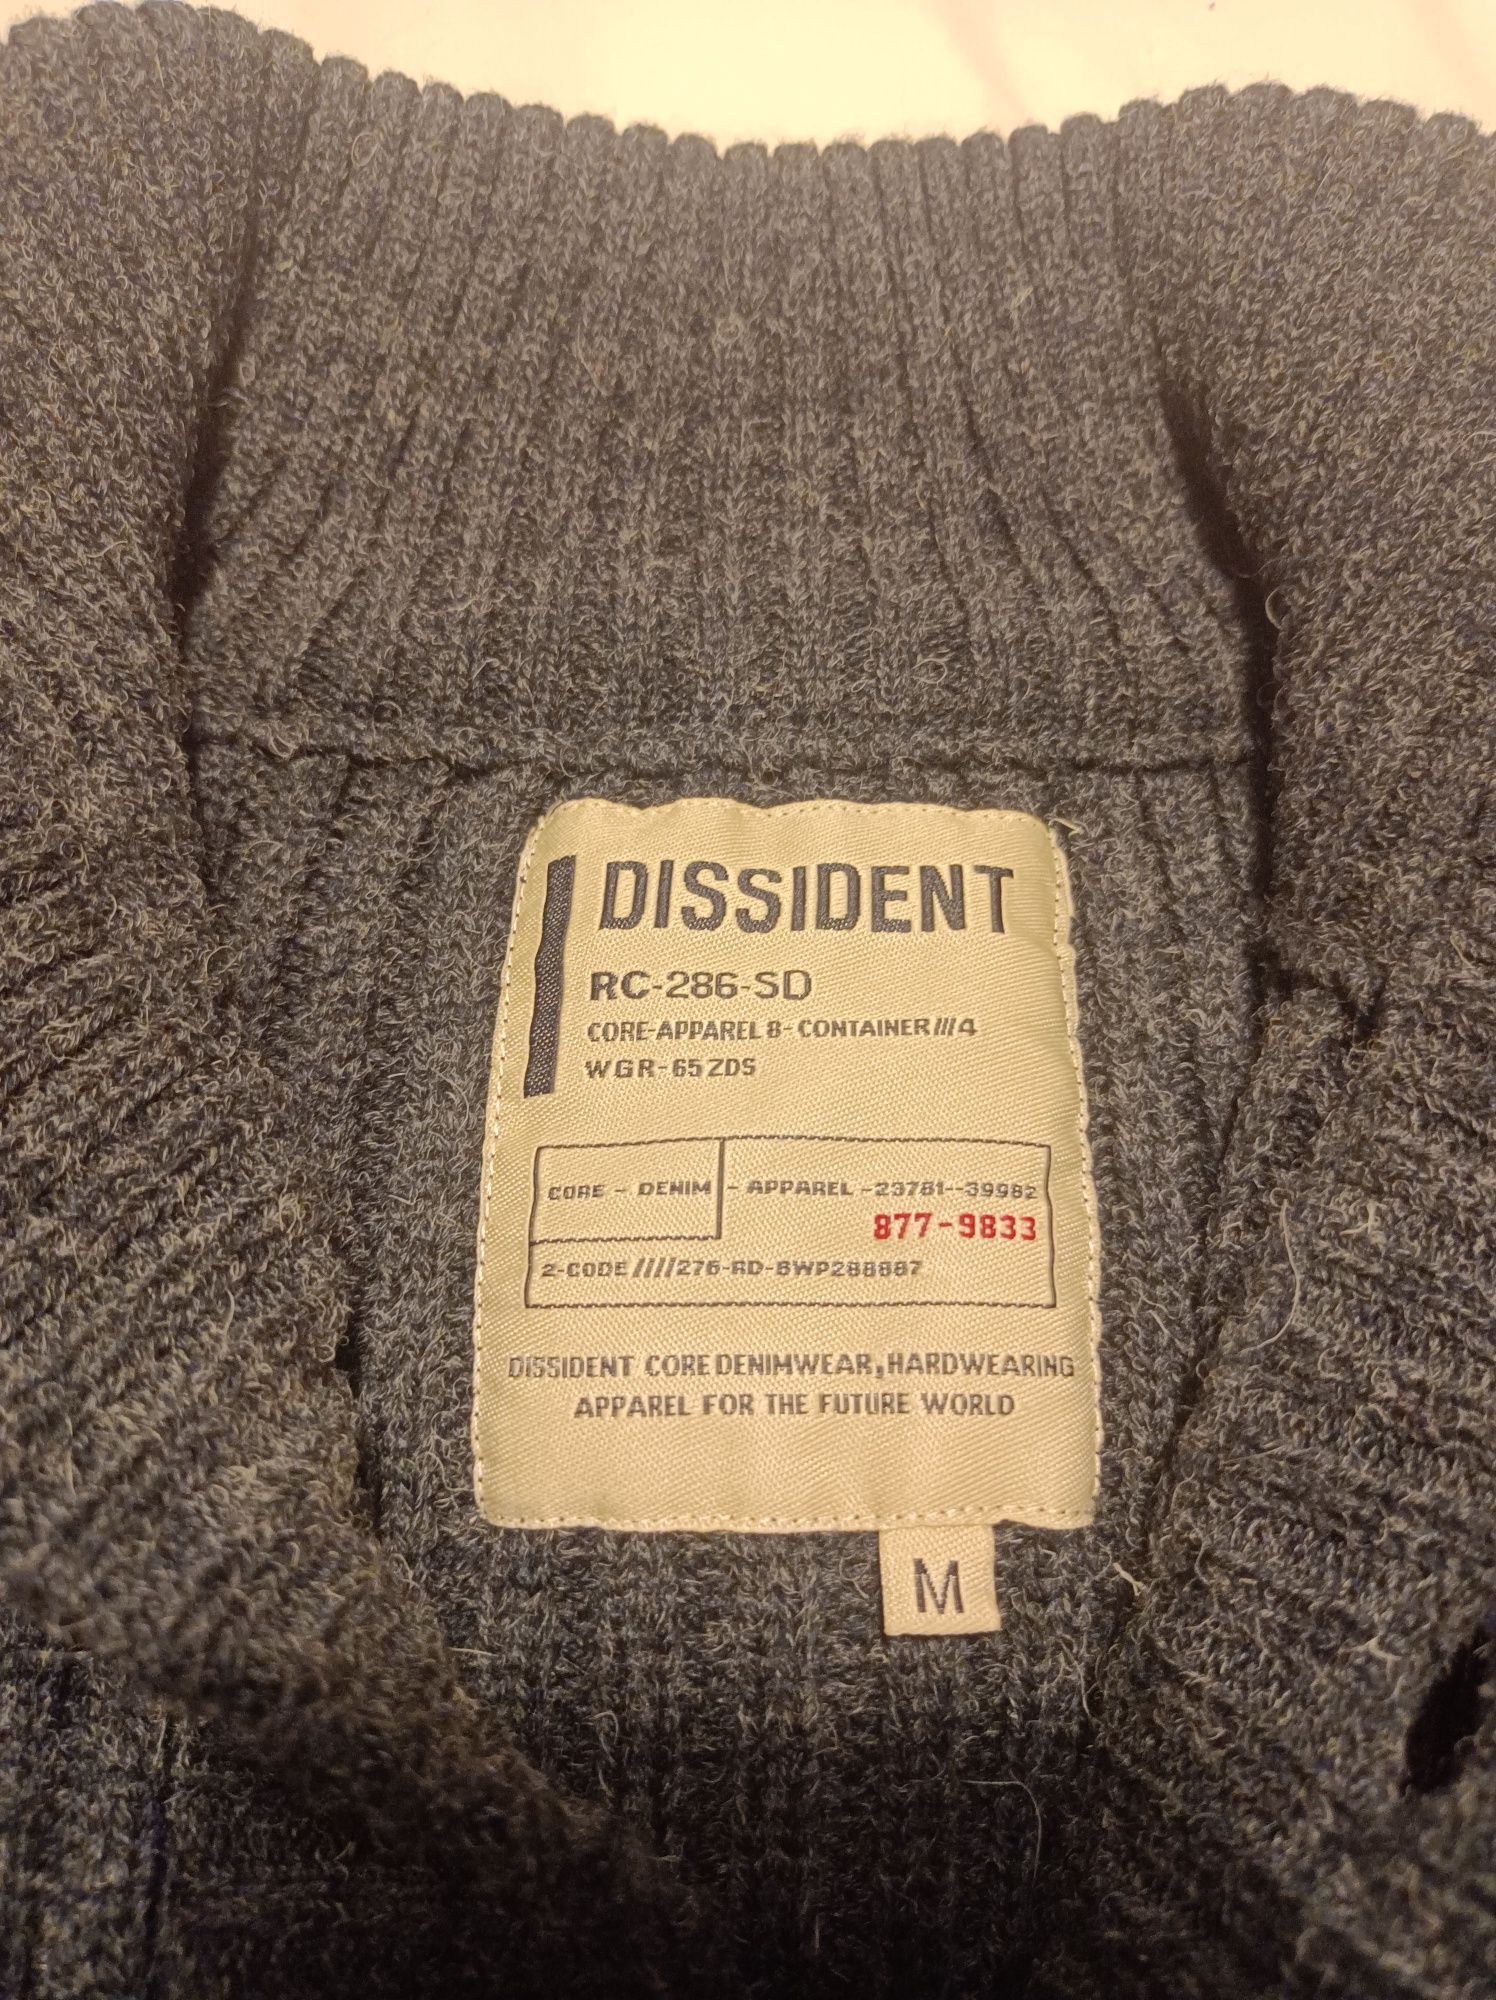 DISSIDENT
RC-286-SD
CORE-APPAREL 8-CONTAINER///4
WGR-65ZDS
CORE - DENIM - APPAREL -23781--39982
877-9833
2-CODE////276-RD-BWP288887
DISSIDENT CORE DENIMWEAR,HARDWEARING
APPAREL FOR THE FUTURE WORLD
M